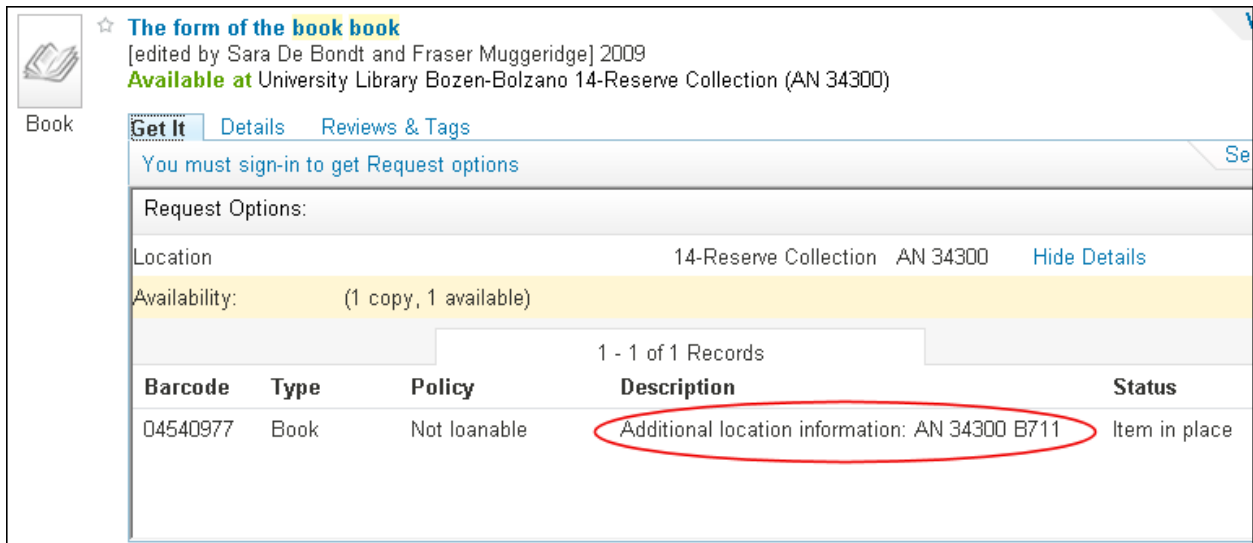 The form of the book book
[edited by Sara De Bondt and Fraser Muggeridge] 2009
Available at University Library Bozen-Bolzano 14-Reserve Collection (AN 34300)
Book
Get It Details Reviews & Tags
You must sign-in to get Request options
Request Options:
Location 14-Reserve Collection AN 34300 Hide Details
Availability: (1 copy, 1 available)
1 - 1 of 1 Records
Barcode Type Policy Description Status
04540977 Book Not loanable Additional location information: AN 34300 B711 Item in place